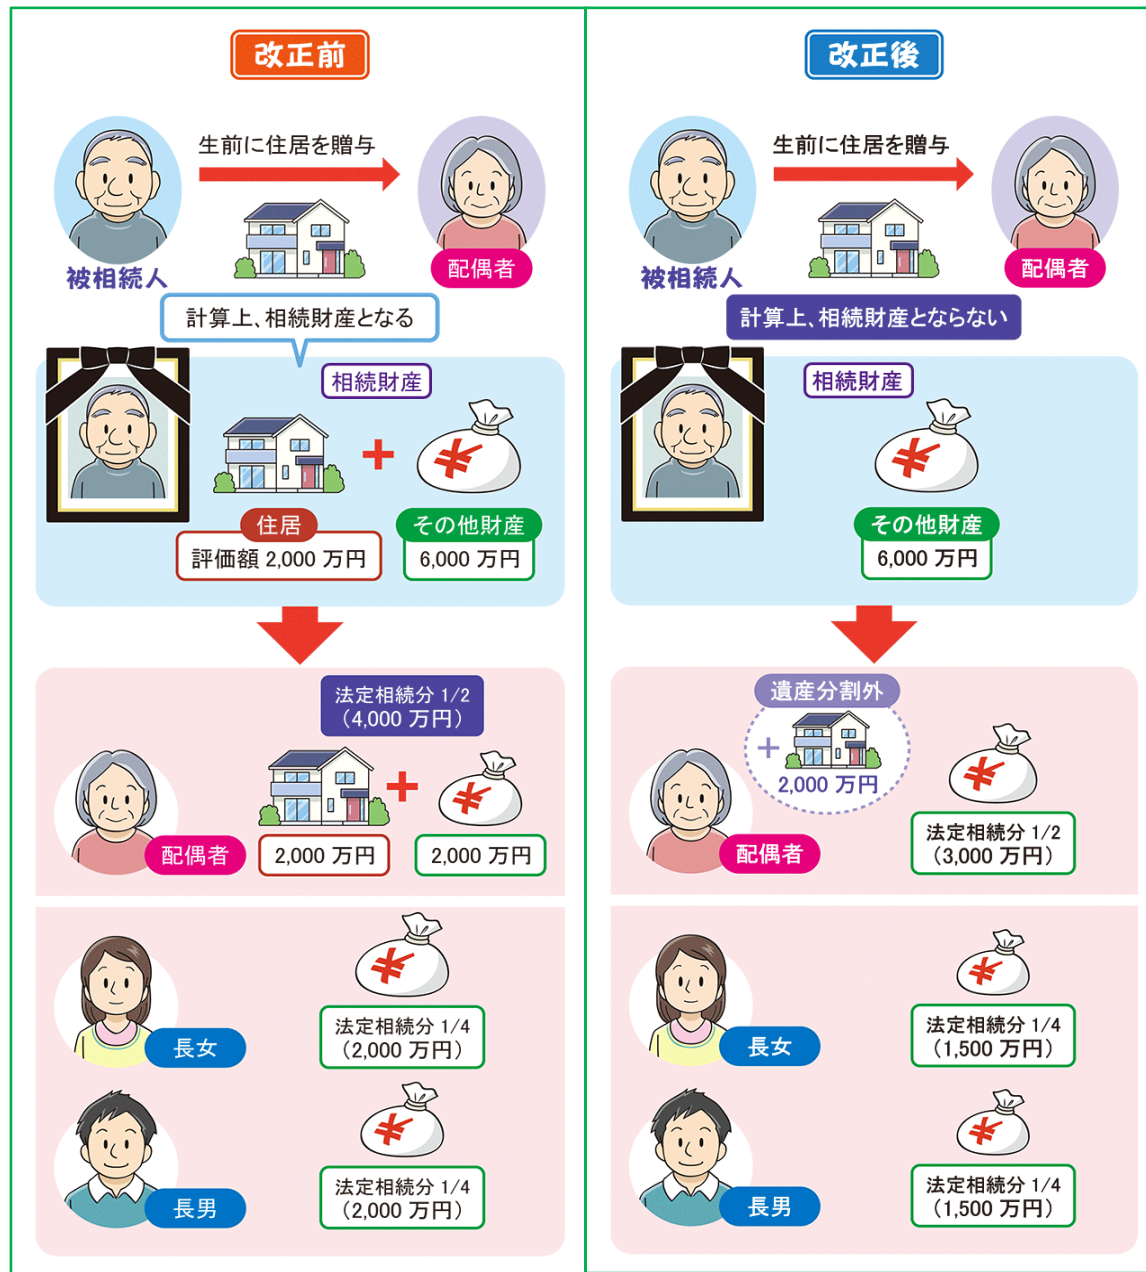 改正前
生前に住居を贈与
被相続人
配偶者
計算上、相続財産となる
相続財産
住居
評価額 2,000 万円
その他財産
6,000 万円
法定相続分 1/2
(4,000 万円)
配偶者
2,000 万円
2,000 万円
長女
法定相続分 1/4
(2,000 万円)
長男
法定相続分 1/4
(2,000 万円)
改正後
生前に住居を贈与
被相続人
配偶者
計算上、相続財産とならない
相続財産
その他財産
6,000 万円
遺産分割外
+
2,000 万円
配偶者
法定相続分 1/2
(3,000 万円)
長女
法定相続分 1/4
(1,500 万円)
長男
法定相続分 1/4
(1,500 万円)